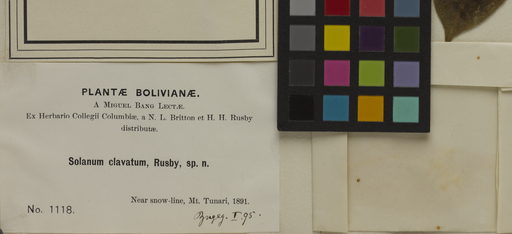 PLANTÆ BOLIVIANÆ.
A MIGUEL BANG LECTÆ.
Ex Herbario Collegii Columbiæ, a N. L. Britton et H. H. Rusby
distributæ.
Solanum clavatum, Rusby, sp. n.
Near snow-line, Mt. Tunari, 1891.
No. 1118.